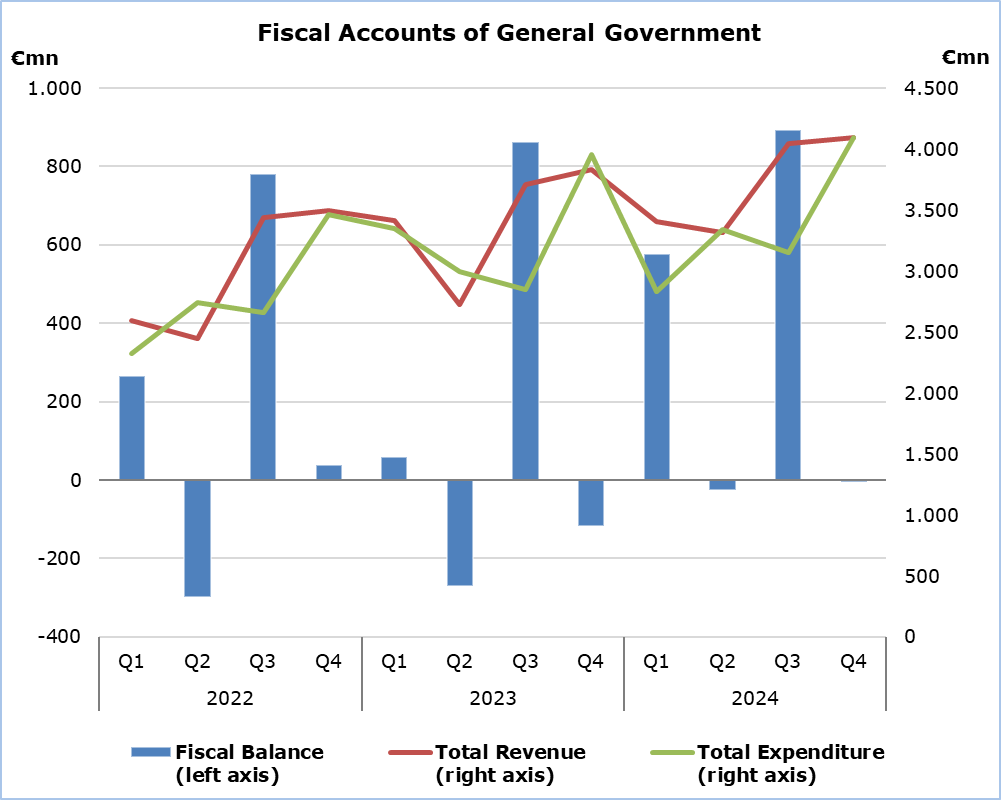 Fiscal Accounts of General Government
€mn €mn
1.000 4.500
800 4.000
600 3.500
400 3.000
200 2.500
0 2.000
-200 1.500
-400 1.000
500
0
Q1 Q2 Q3 Q4 Q1 Q2 Q3 Q4 Q1 Q2 Q3 Q4
2022 2023 2024
Fiscal Balance Total Revenue Total Expenditure
(left axis) (right axis) (right axis)